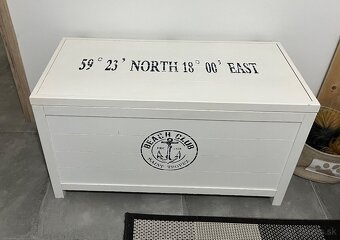 59° 23' NORTH 18° 00' EAST
BEACH CLUB